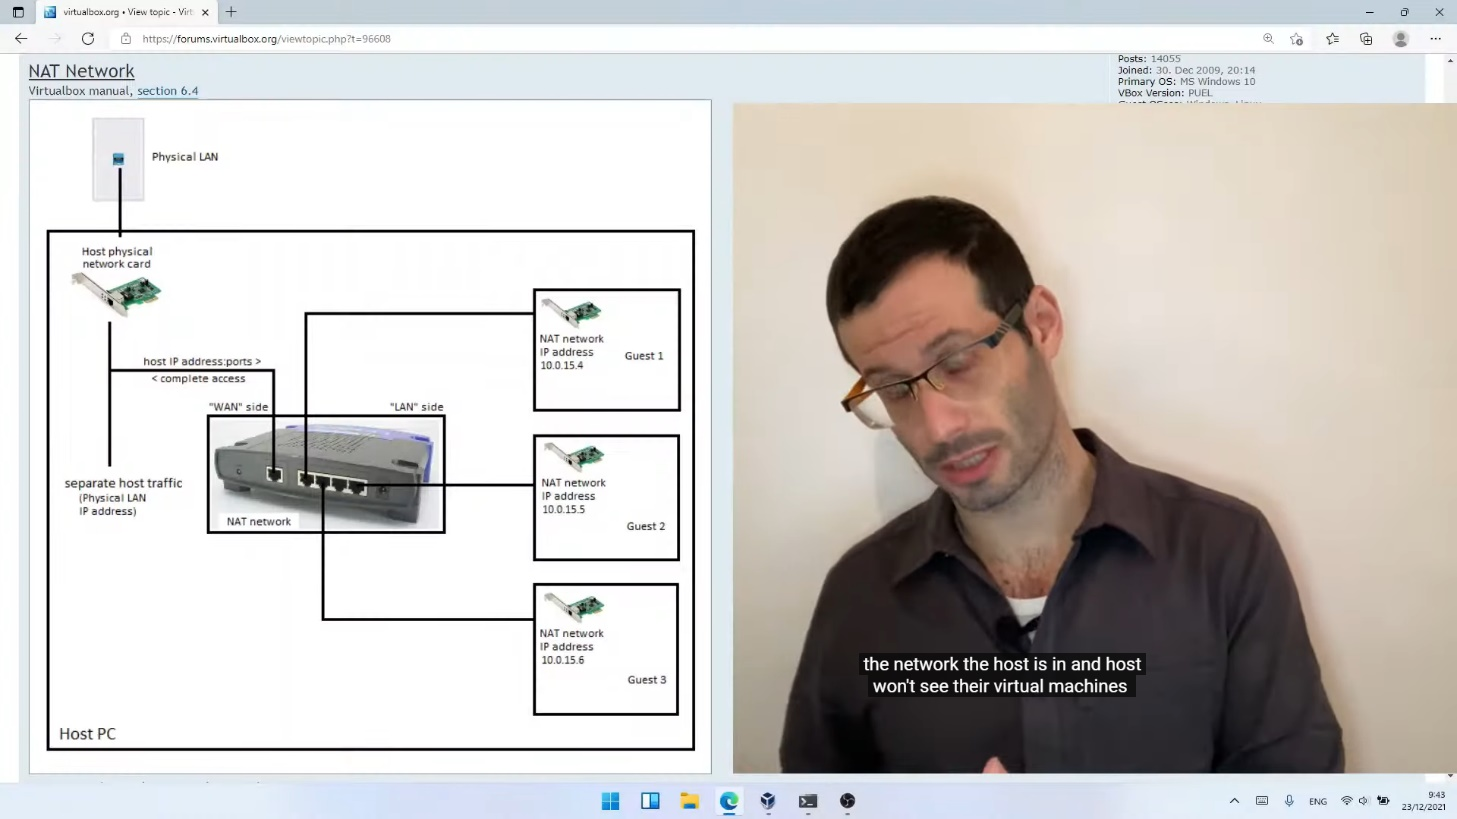 virtualbox.org • View topic - Virt
https://forums.virtualbox.org/viewtopic.php?t=96608
NAT Network
Virtualbox manual, section 6.4
Posts: 14055
Joined: 30. Dec 2009, 20:14
Primary OS: MS Windows 10
VBox Version: PUEL
Physical LAN
Host physical
network card
host IP address:ports >
< complete access
"WAN" side
"LAN" side
separate host traffic
(Physical LAN
IP address)
NAT network
NAT network
IP address
10.0.15.4
Guest 1
NAT network
IP address
10.0.15.5
Guest 2
NAT network
IP address
10.0.15.6
Guest 3
Host PC
the network the host is in and host
won't see their virtual machines
ENG
9:43
23/12/2021